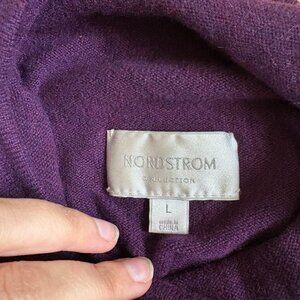 NORDSTROM
COLLECTION
L
MADE IN
CHINA